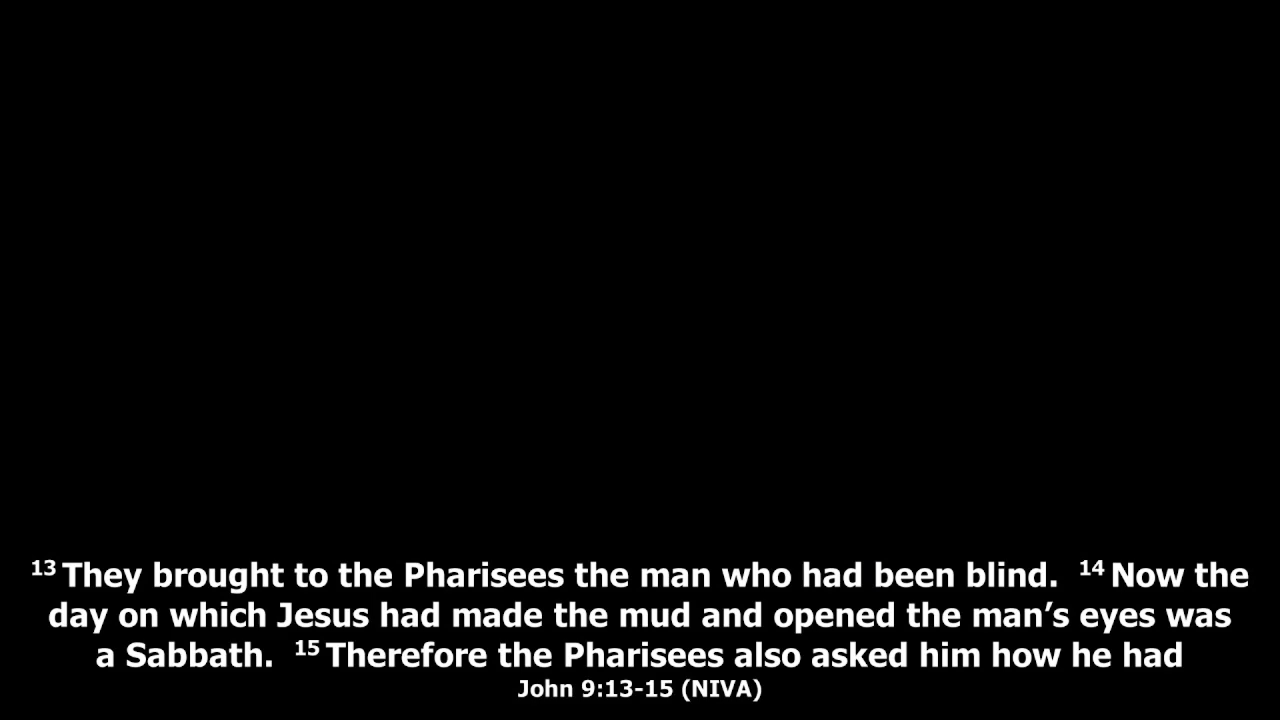 13 They brought to the Pharisees the man who had been blind. 14 Now the
day on which Jesus had made the mud and opened the man’s eyes was
a Sabbath. 15 Therefore the Pharisees also asked him how he had
John 9:13-15 (NIVA)